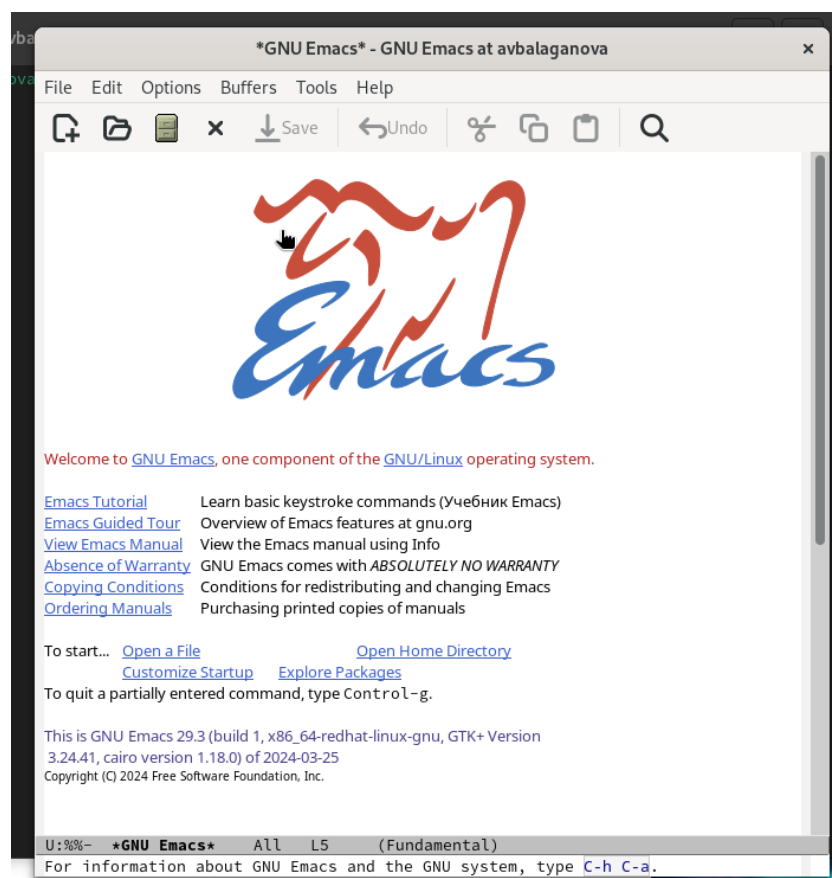 vba
*GNU Emacs* - GNU Emacs at avbalaganova
ova
File Edit Options Buffers Tools Help
Save Undo
Emacs
Welcome to GNU Emacs, one component of the GNU/Linux operating system.
Emacs Tutorial Learn basic keystroke commands (Учебник Emacs)
Emacs Guided Tour Overview of Emacs features at gnu.org
View Emacs Manual View the Emacs manual using Info
Absence of Warranty GNU Emacs comes with ABSOLUTELY NO WARRANTY
Copying Conditions Conditions for redistributing and changing Emacs
Ordering Manuals Purchasing printed copies of manuals
To start... Open a File Open Home Directory
Customize Startup Explore Packages
To quit a partially entered command, type Control-g.
This is GNU Emacs 29.3 (build 1, x86_64-redhat-linux-gnu, GTK+ Version
3.24.41, cairo version 1.18.0) of 2024-03-25
Copyright (C) 2024 Free Software Foundation, Inc.
U:%%- *GNU Emacs* All L5 (Fundamental)
For information about GNU Emacs and the GNU system, type C-h C-a.